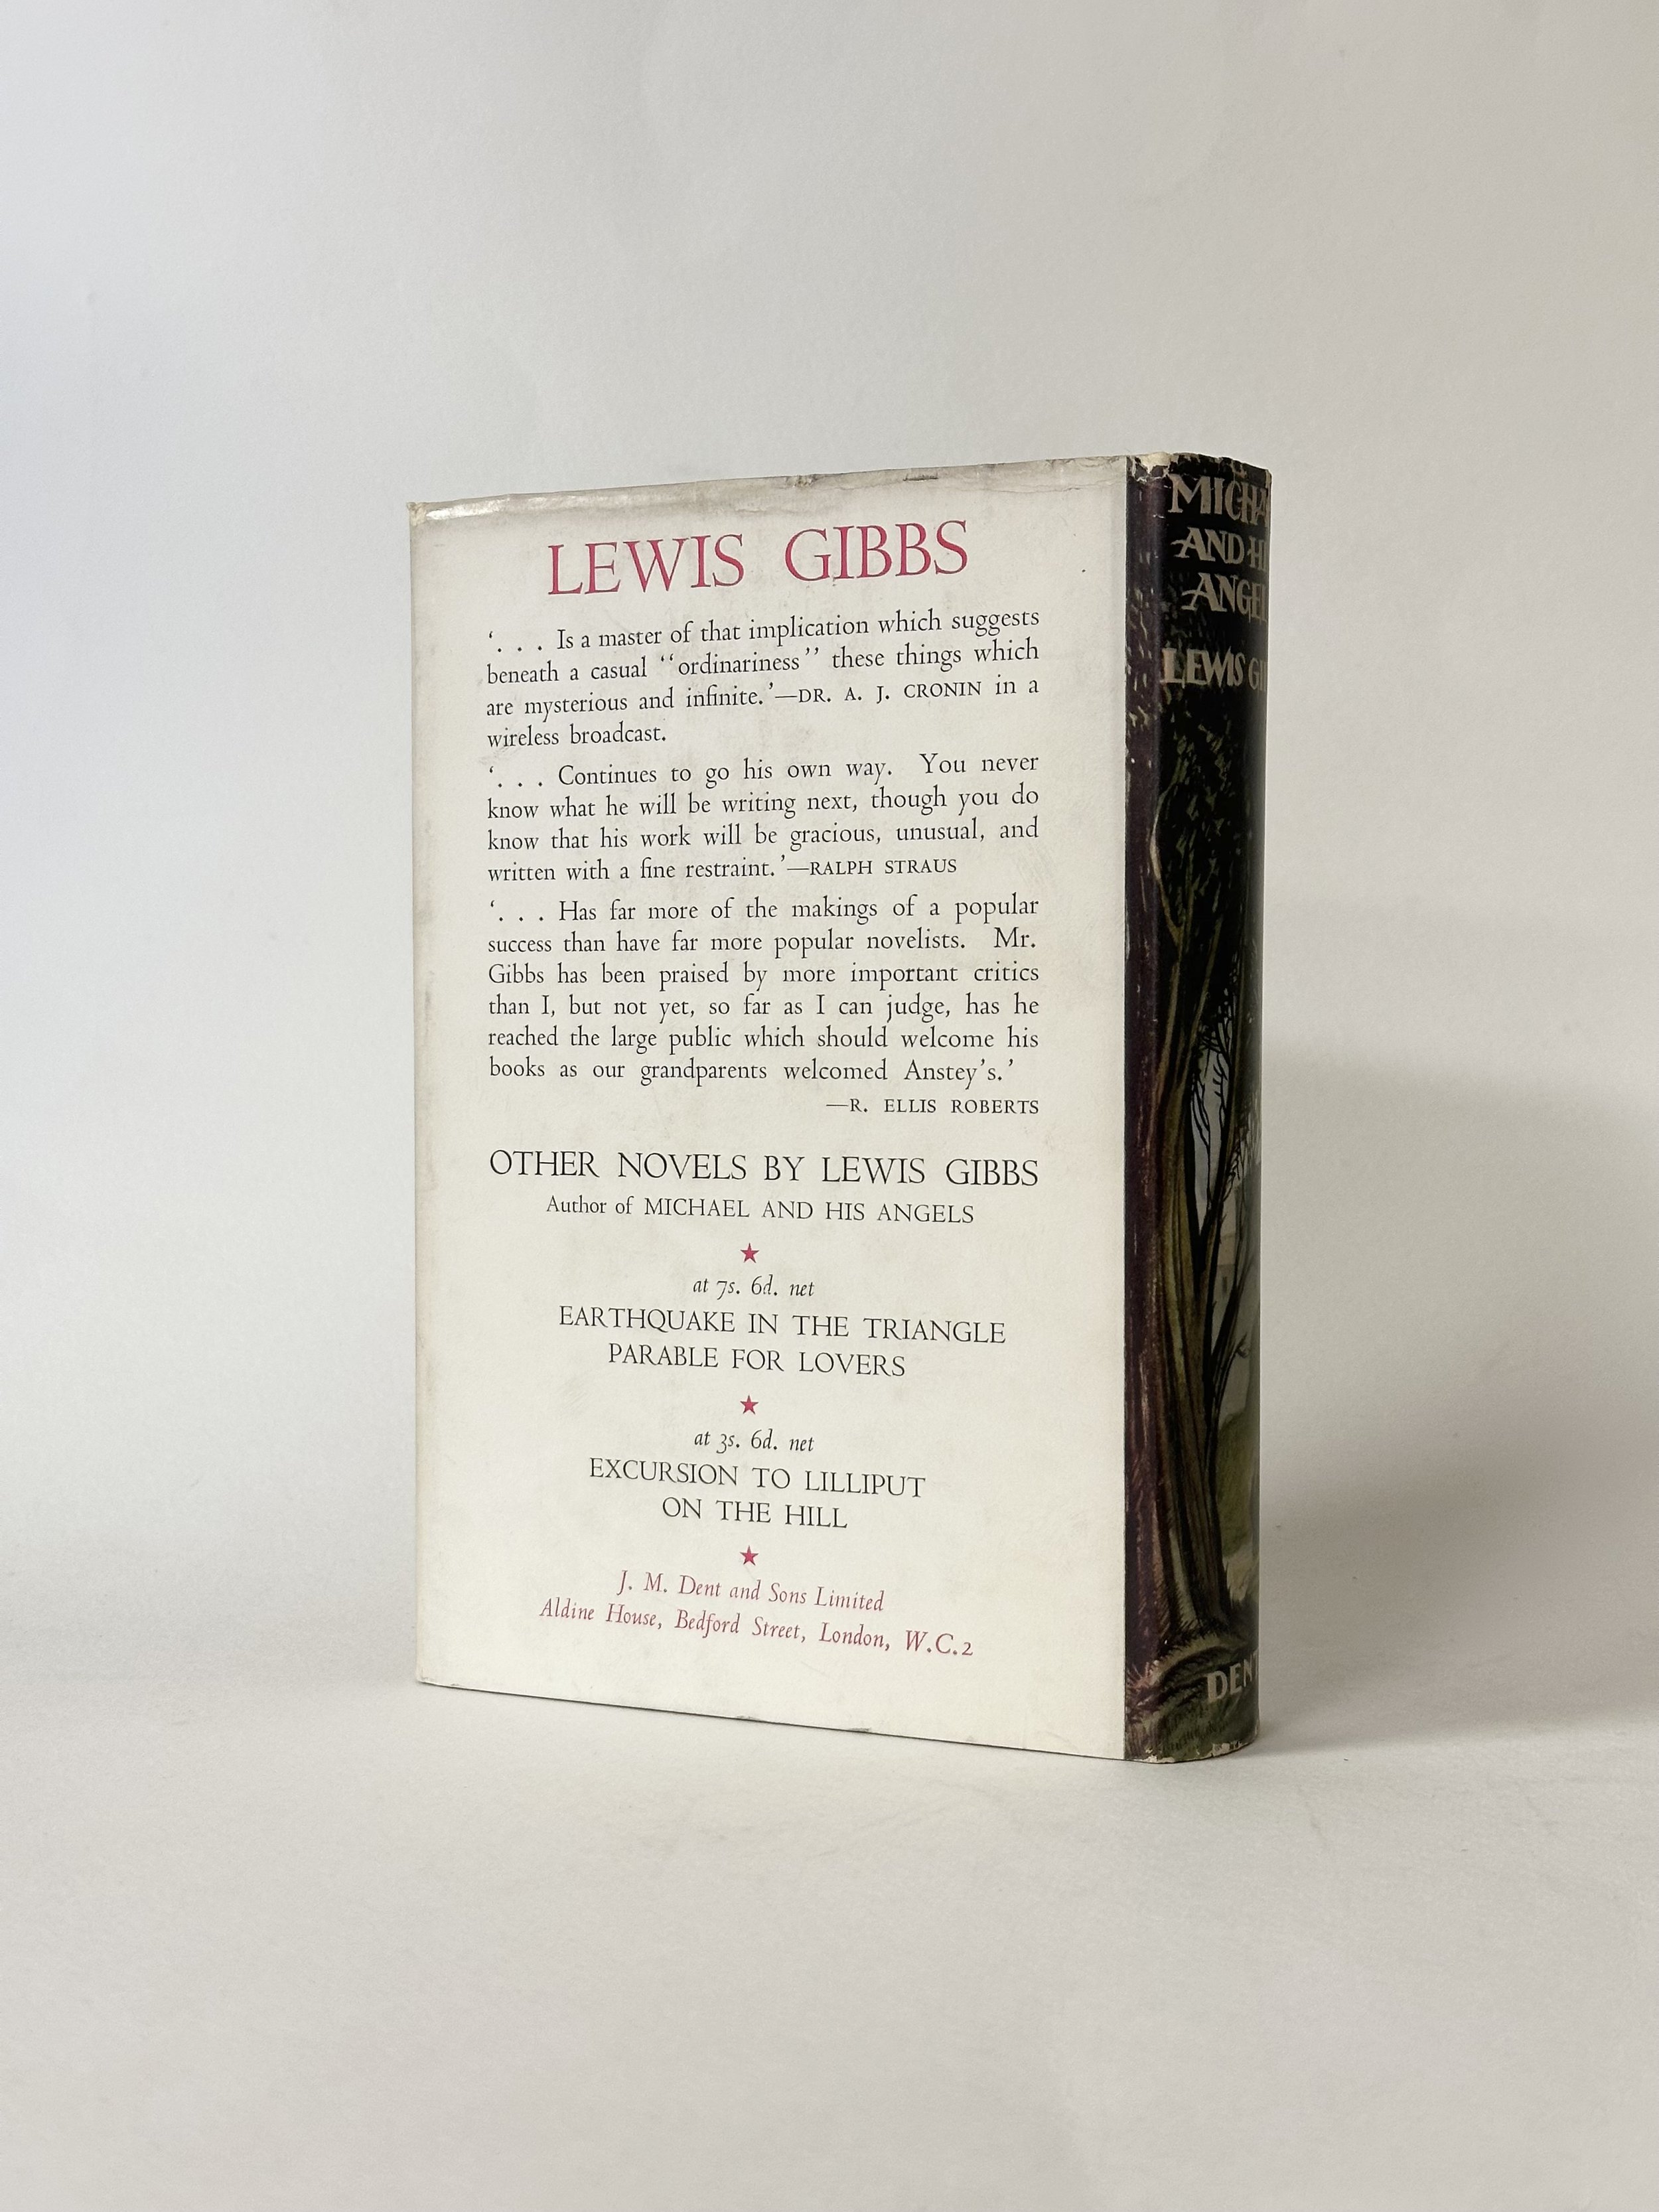 LEWIS GIBBS
‘. . . Is a master of that implication which suggests
beneath a casual ‘‘ordinariness’’ these things which
are mysterious and infinite.’—DR. A. J. CRONIN in a
wireless broadcast.
‘. . . Continues to go his own way. You never
know what he will be writing next, though you do
know that his work will be gracious, unusual, and
written with a fine restraint.’—RALPH STRAUS
‘. . . Has far more of the makings of a popular
success than have far more popular novelists. Mr.
Gibbs has been praised by more important critics
than I, but not yet, so far as I can judge, has he
reached the large public which should welcome his
books as our grandparents welcomed Anstey’s.’
—R. ELLIS ROBERTS
OTHER NOVELS BY LEWIS GIBBS
Author of MICHAEL AND HIS ANGELS
★
at 7s. 6d. net
EARTHQUAKE IN THE TRIANGLE
PARABLE FOR LOVERS
★
at 3s. 6d. net
EXCURSION TO LILLIPUT
ON THE HILL
★
J. M. Dent and Sons Limited
Aldine House, Bedford Street, London, W.C.2
MICHA
AND H
ANGE
LEWIS GI
DENT